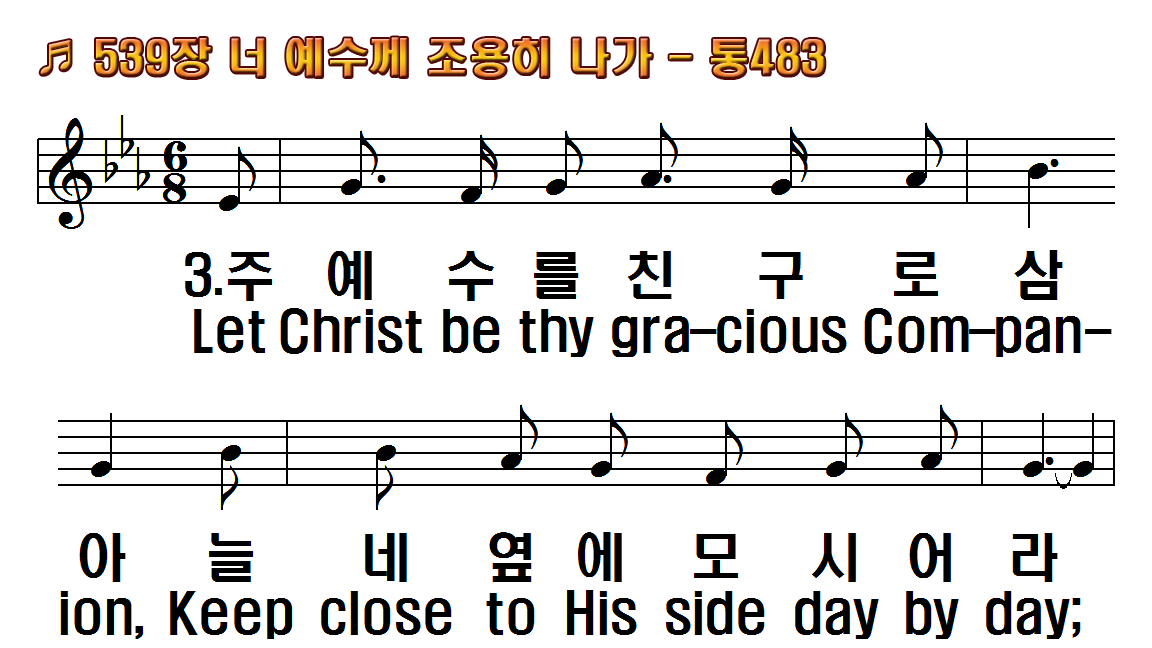 ♬ 539장 너 예수께 조용히 나가 - 통483
6
8
3.주 예 수 를 친 구 로 삼
Let Christ be thy gra-cious Com-pan-
아 늘 네 옆 에 모 시 어 라
ion, Keep close to His side day by day;